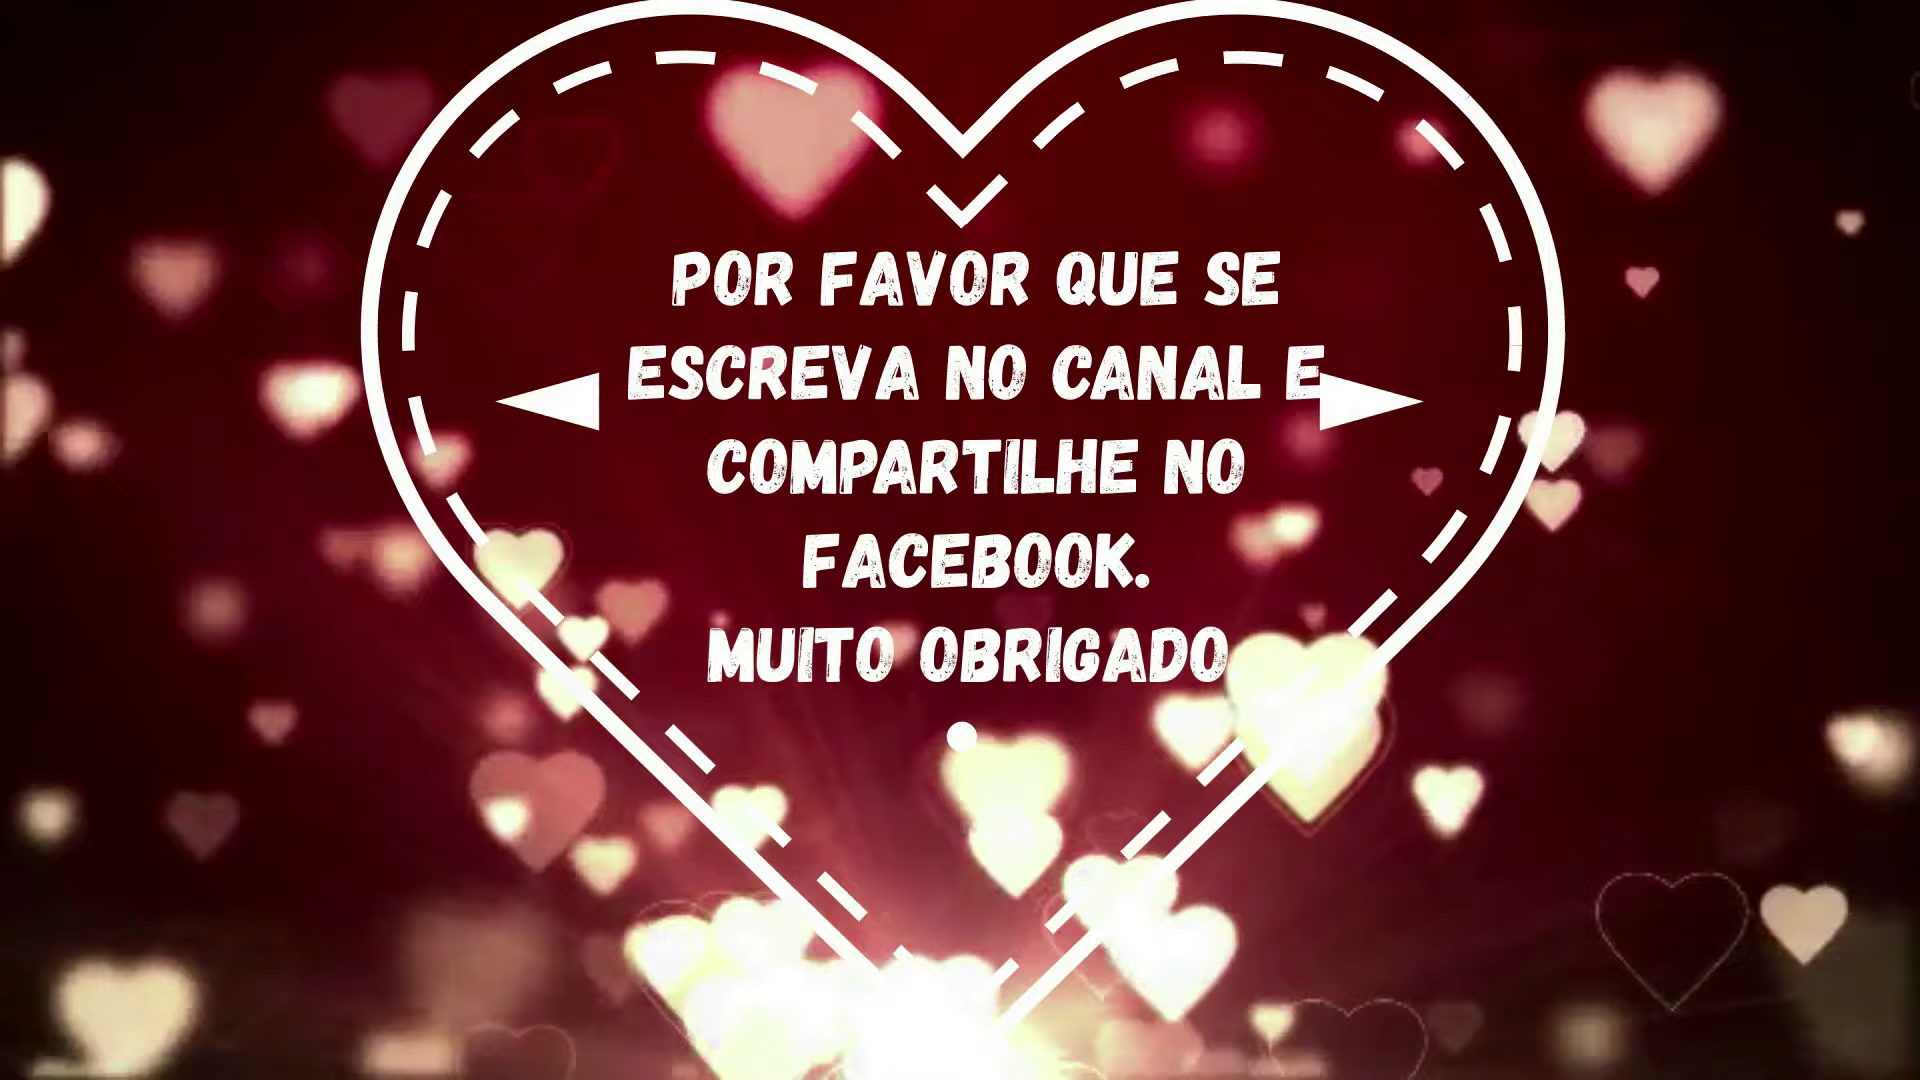 POR FAVOR QUE SE
ESCREVA NO CANAL E
COMPARTILHE NO
FACEBOOK.
MUITO OBRIGADO